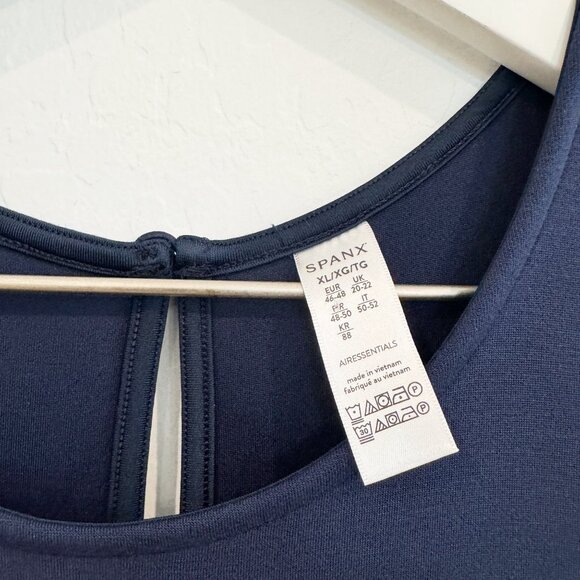 SPANX
XL/XG/TG
EUR UK
46-48 20-22
FR IT
48-50 50-52
KR
88
AIRESSENTIALS
made in vietnam
fabriqué au vietnam
P
30 P